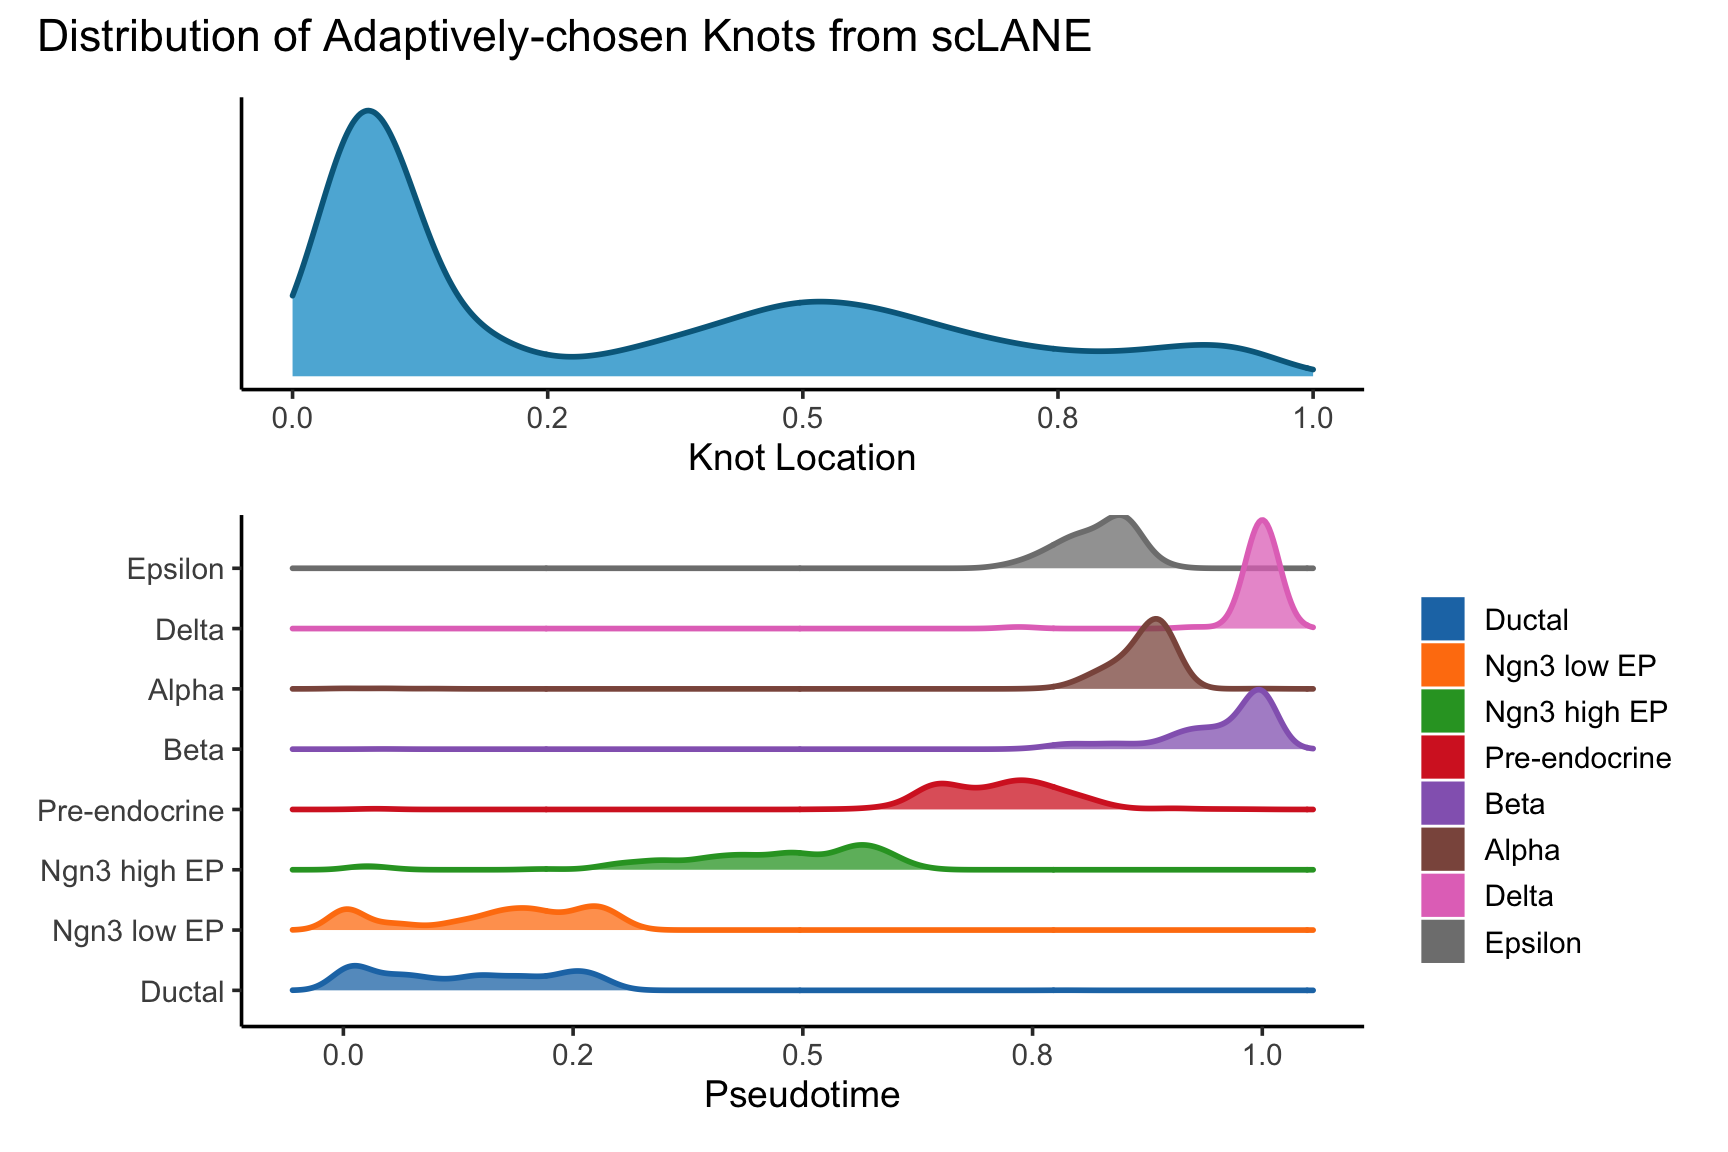 Distribution of Adaptively-chosen Knots from scLANE
0.0 0.2 0.5 0.8 1.0
Knot Location
Epsilon
Delta
Alpha
Beta
Pre-endocrine
Ngn3 high EP
Ngn3 low EP
Ductal
0.0 0.2 0.5 0.8 1.0
Pseudotime
Ductal
Ngn3 low EP
Ngn3 high EP
Pre-endocrine
Beta
Alpha
Delta
Epsilon